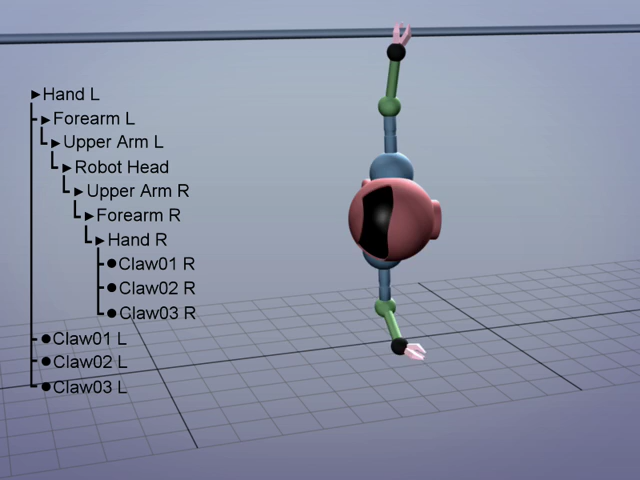 Hand L
Forearm L
Upper Arm L
Robot Head
Upper Arm R
Forearm R
Hand R
Claw01 R
Claw02 R
Claw03 R
Claw01 L
Claw02 L
Claw03 L